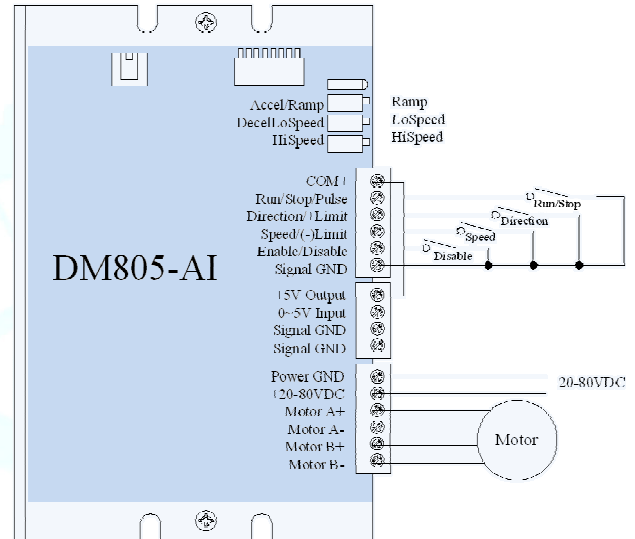 Accel/Ramp
Ramp
DecelLoSpeed
LoSpeed
HiSpeed
HiSpeed
COM+
Run/Stop/Pulse
Run/Stop
Direction/+Limit
Direction
Speed/(-)Limit
Speed
Enable/Disable
Disable
Signal GND
DM805-AI
+5V Output
0~5V Input
Signal GND
Signal GND
Power GND
20-80VDC
+20-80VDC
Motor A+
Motor A-
Motor B+
Motor B-
Motor